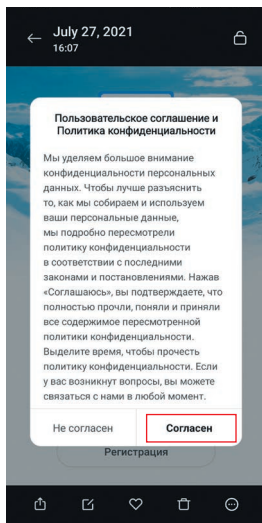 July 27, 2021
16:07
Пользовательское соглашение и
Политика конфиденциальности
Мы уделяем большое внимание
конфиденциальности персональных
данных. Чтобы лучше разъяснить
то, как мы собираем и используем
ваши персональные данные,
мы подробно пересмотрели
политику конфиденциальности
в соответствии с последними
законами и постановлениями. Нажав
«Соглашаюсь», вы подтверждаете, что
полностью прочли, поняли и приняли
все содержимое пересмотренной
политики конфиденциальности.
Выделите время, чтобы прочесть
политику конфиденциальности. Если
у вас возникнут вопросы, вы можете
связаться с нами в любой момент.
Не согласен Согласен
Регистрация